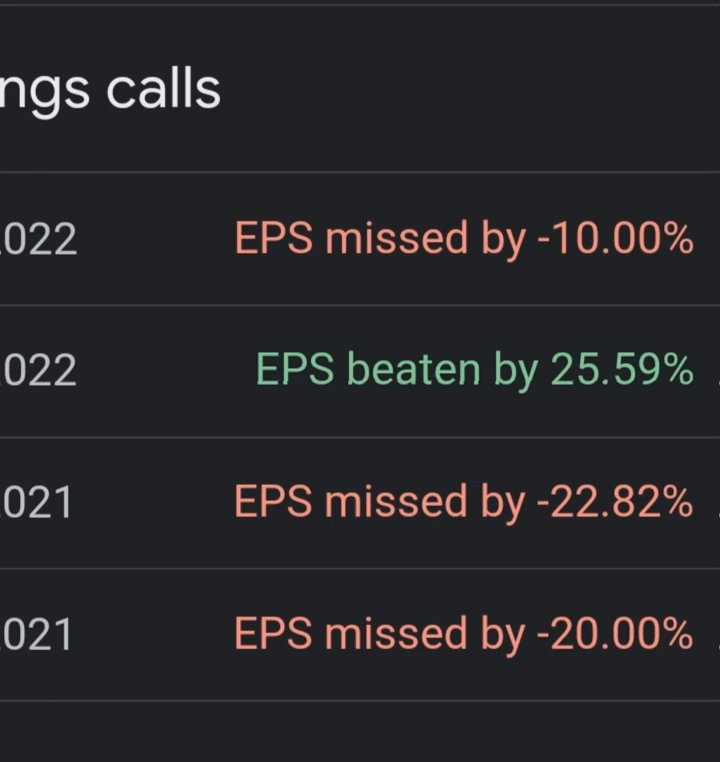 ngs calls
022 EPS missed by -10.00%
022 EPS beaten by 25.59%
021 EPS missed by -22.82%
021 EPS missed by -20.00%